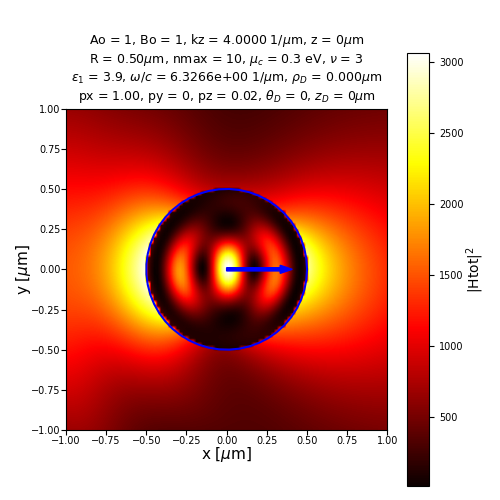 Ao = 1, Bo = 1, kz = 4.0000 1/μm, z = 0μm
R = 0.50μm, nmax = 10, μc = 0.3 eV, ν = 3
ε1 = 3.9, ω/c = 6.3266e+00 1/μm, ρD = 0.000μm
px = 1.00, py = 0, pz = 0.02, θD = 0, zD = 0μm
1.00
0.75
0.50
0.25
0.00
−0.25
−0.50
−0.75
−1.00
y [μm]
−1.00 −0.75 −0.50 −0.25 0.00 0.25 0.50 0.75 1.00
x [μm]
3000
2500
2000
1500
1000
500
|Htot|²